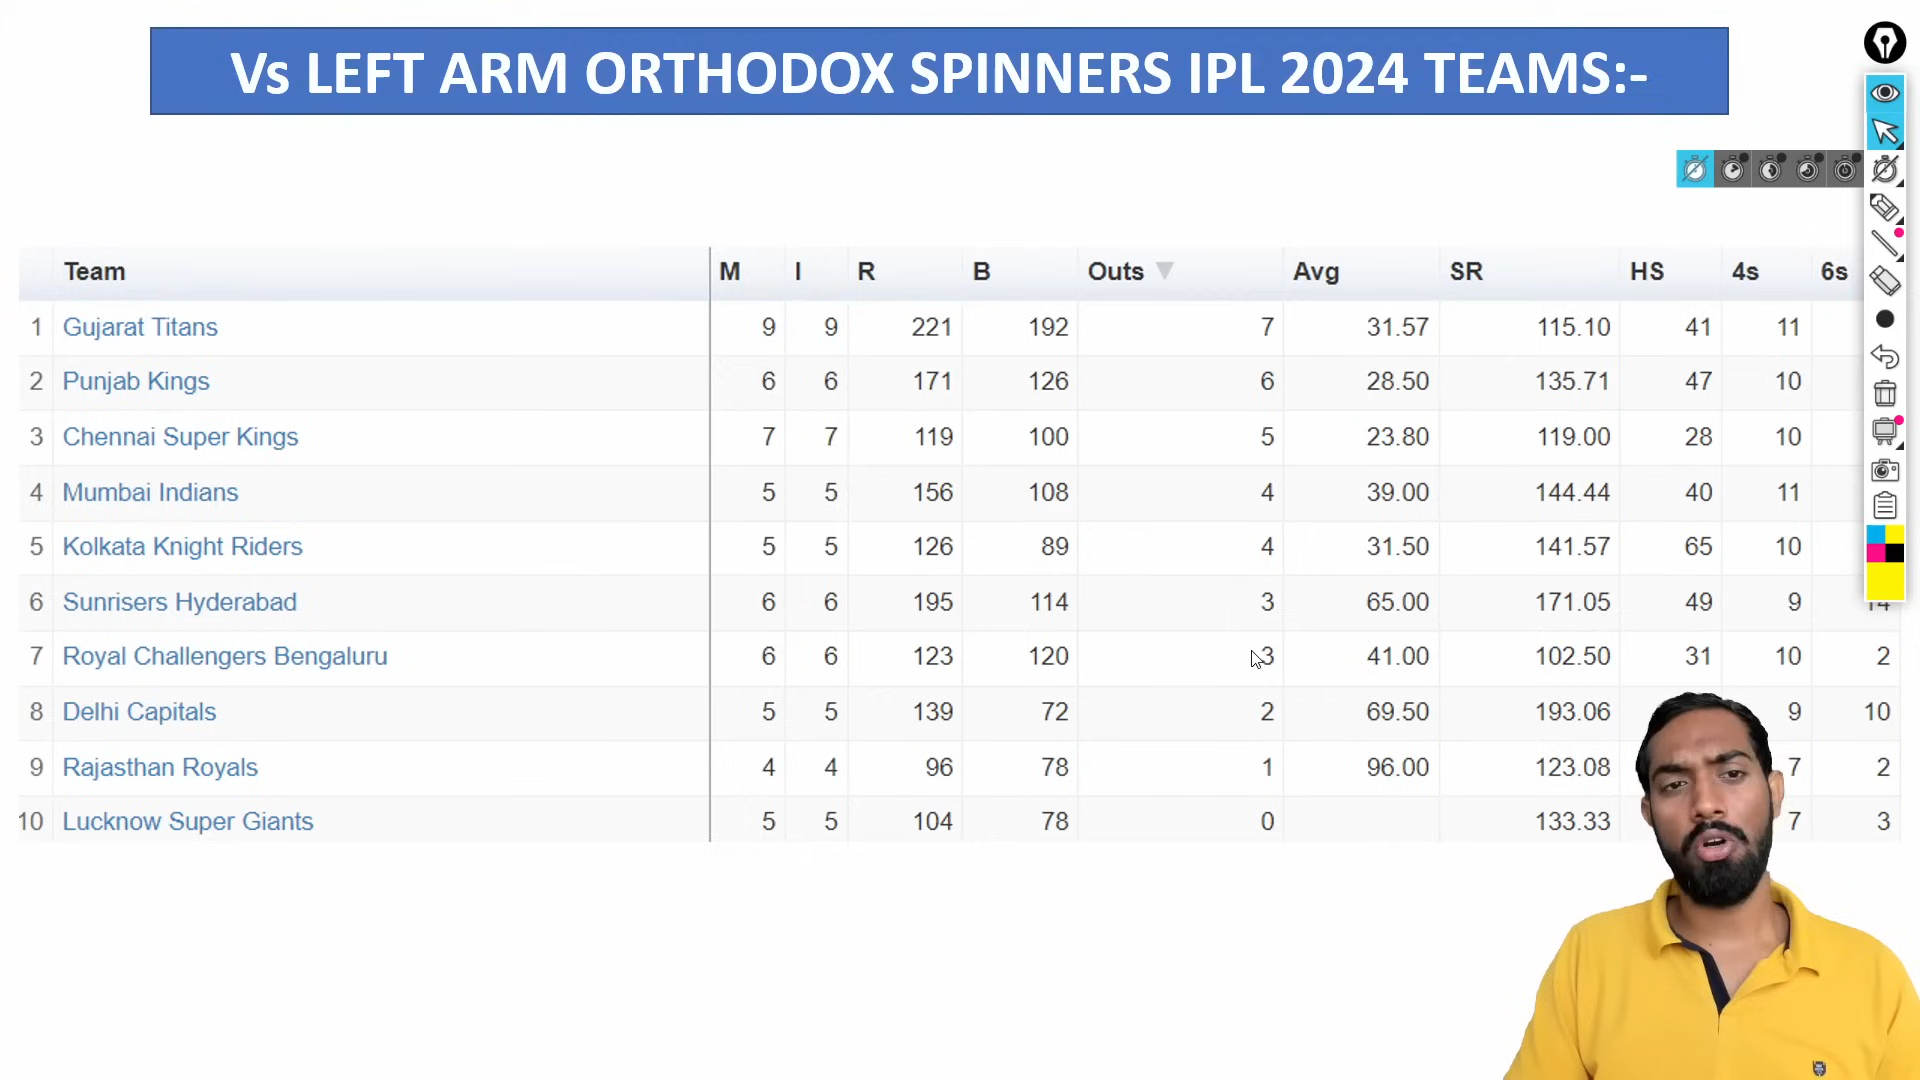 Vs LEFT ARM ORTHODOX SPINNERS IPL 2024 TEAMS:-
Team M I R B Outs Avg SR HS 4s 6s
1 Gujarat Titans 9 9 221 192 7 31.57 115.10 41 11
2 Punjab Kings 6 6 171 126 6 28.50 135.71 47 10
3 Chennai Super Kings 7 7 119 100 5 23.80 119.00 28 10
4 Mumbai Indians 5 5 156 108 4 39.00 144.44 40 11
5 Kolkata Knight Riders 5 5 126 89 4 31.50 141.57 65 10
6 Sunrisers Hyderabad 6 6 195 114 3 65.00 171.05 49 9
7 Royal Challengers Bengaluru 6 6 123 120 3 41.00 102.50 31 10 2
8 Delhi Capitals 5 5 139 72 2 69.50 193.06 9 10
9 Rajasthan Royals 4 4 96 78 1 96.00 123.08 7 2
10 Lucknow Super Giants 5 5 104 78 0 133.33 7 3